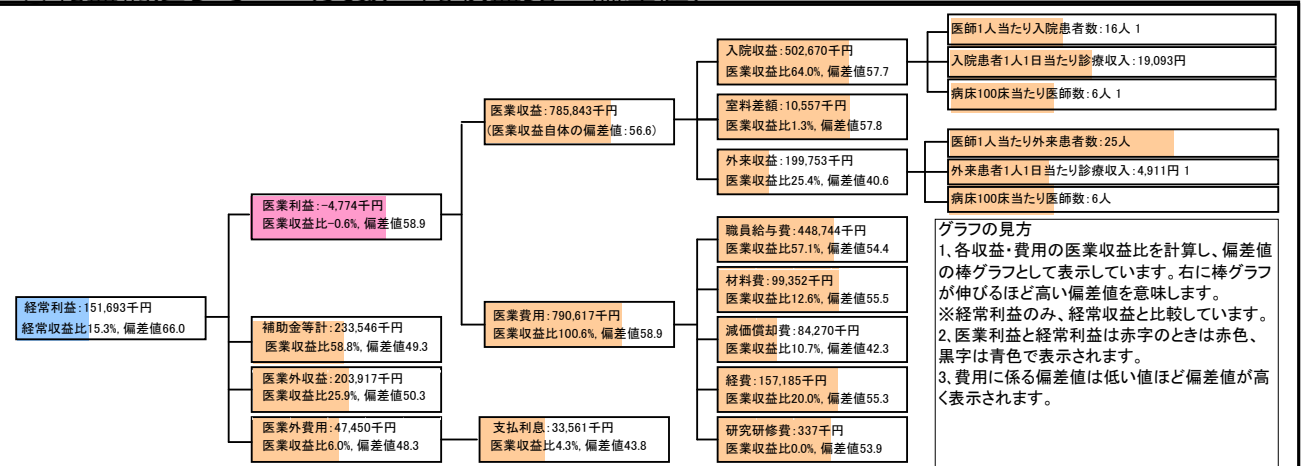 経常利益:151,693千円
経常収益比15.3%, 偏差値66.0
医業利益:-4,774千円
医業収益比-0.6%, 偏差値58.9
補助金等計:233,546千円
医業収益比58.8%, 偏差値49.3
医業外収益:203,917千円
医業収益比25.9%, 偏差値50.3
医業外費用:47,450千円
医業収益比6.0%, 偏差値48.3
医業収益:785,843千円
(医業収益自体の偏差値:56.6)
医業費用:790,617千円
医業収益比100.6%, 偏差値58.9
支払利息:33,561千円
医業収益比4.3%, 偏差値43.8
入院収益:502,670千円
医業収益比64.0%, 偏差値57.7
室料差額:10,557千円
医業収益比1.3%, 偏差値57.8
外来収益:199,753千円
医業収益比25.4%, 偏差値40.6
職員給与費:448,744千円
医業収益比57.1%, 偏差値54.4
材料費:99,352千円
医業収益比12.6%, 偏差値55.5
減価償却費:84,270千円
医業収益比10.7%, 偏差値42.3
経費:157,185千円
医業収益比20.0%, 偏差値55.3
研究研修費:337千円
医業収益比0.0%, 偏差値53.9
医師1人当たり入院患者数:16人 1
入院患者1人1日当たり診療収入:19,093円
病床100床当たり医師数:6人 1
医師1人当たり外来患者数:25人
外来患者1人1日当たり診療収入:4,911円 1
病床100床当たり医師数:6人
グラフの見方
1、各収益・費用の医業収益比を計算し、偏差値
の棒グラフとして表示しています。右に棒グラフ
が伸びるほど高い偏差値を意味します。
※経常利益のみ、経常収益と比較しています。
2、医業利益と経常利益は赤字のときは赤色、
黒字は青色で表示されます。
3、費用に係る偏差値は低い値ほど偏差値が高
く表示されます。